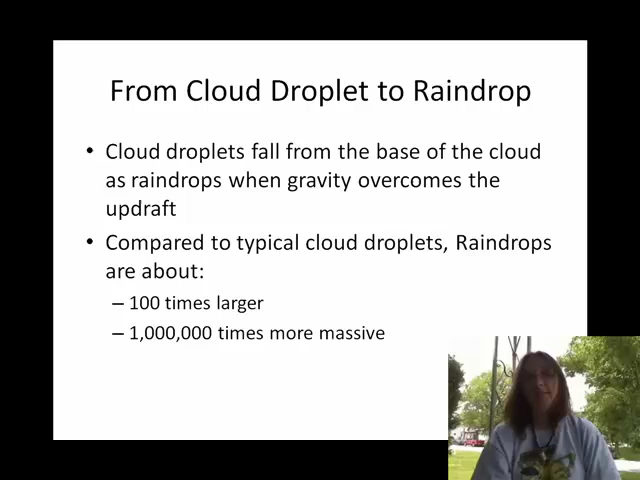 From Cloud Droplet to Raindrop
• Cloud droplets fall from the base of the cloud
as raindrops when gravity overcomes the
updraft
• Compared to typical cloud droplets, Raindrops
are about:
– 100 times larger
– 1,000,000 times more massive